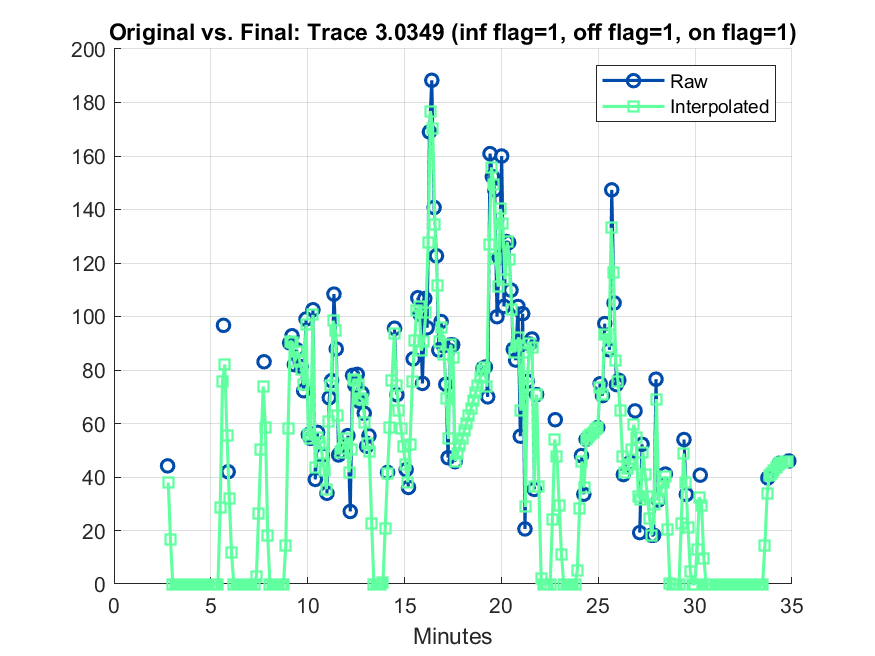 Original vs. Final: Trace 3.0349 (inf flag=1, off flag=1, on flag=1)
200
180
160
140
120
100
80
60
40
20
0
Raw
Interpolated
0 5 10 15 20 25 30 35
Minutes